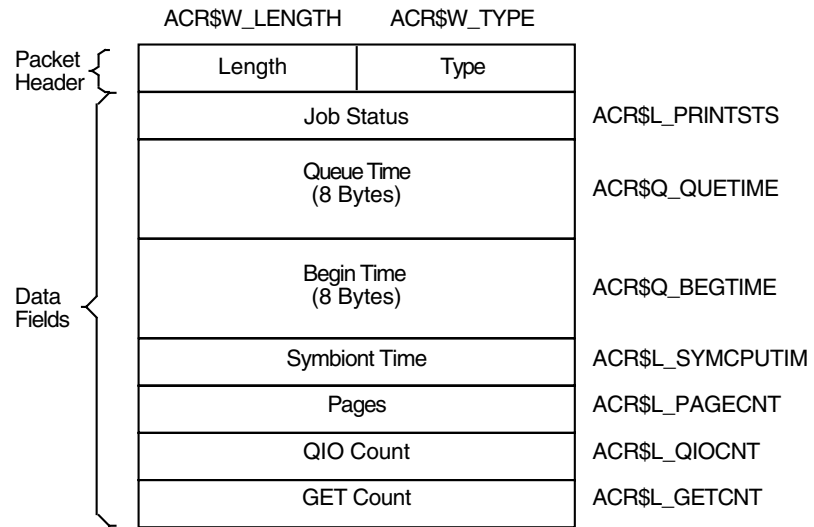 ACR$W_LENGTH ACR$W_TYPE
Packet
Header
Length Type
Job Status ACR$L_PRINTSTS
Queue Time
(8 Bytes)
ACR$Q_QUETIME
Begin Time
(8 Bytes)
ACR$Q_BEGTIME
Data
Fields
Symbiont Time ACR$L_SYMCPUTIM
Pages ACR$L_PAGECNT
QIO Count ACR$L_QIOCNT
GET Count ACR$L_GETCNT